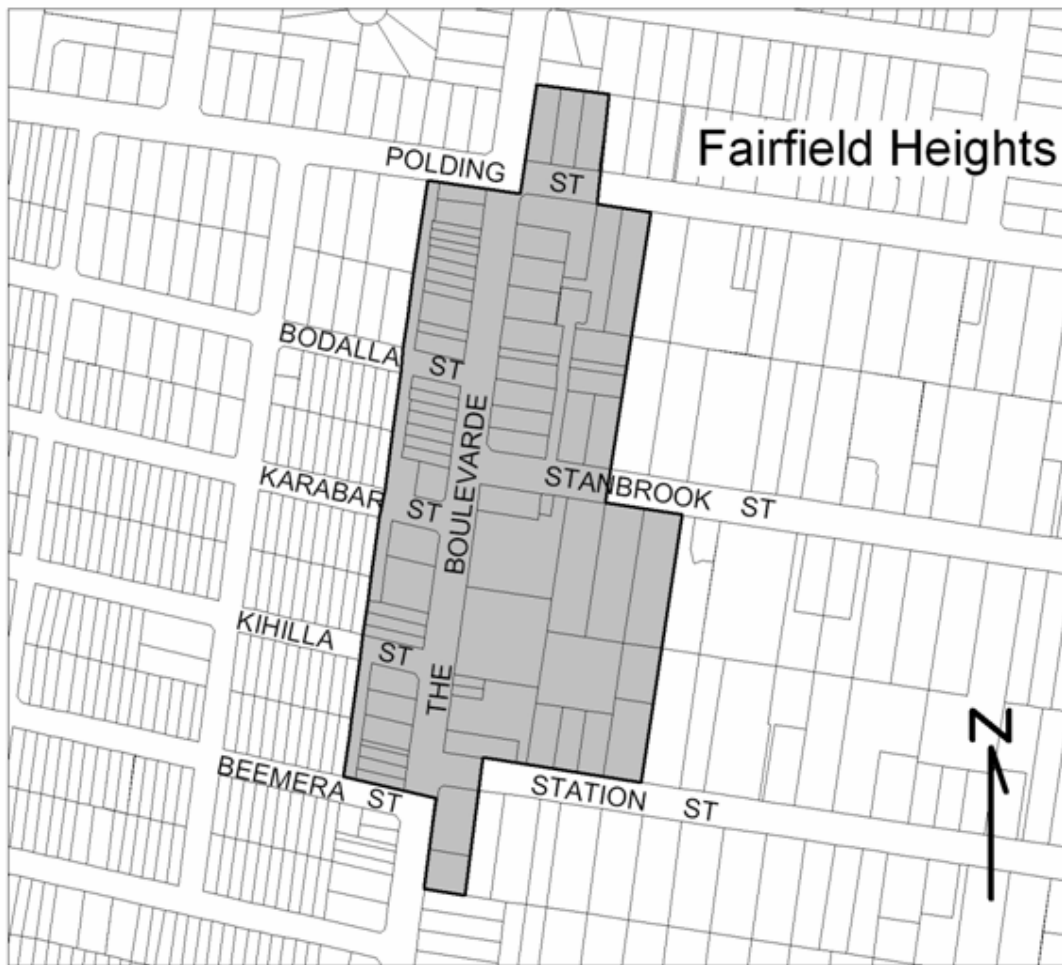 Fairfield Heights
POLDING ST
BODALLA ST
KARABAR ST
STANBROOK ST
THE BOULEVARDE
KIHILLA ST
BEEMERA ST
STATION ST
N